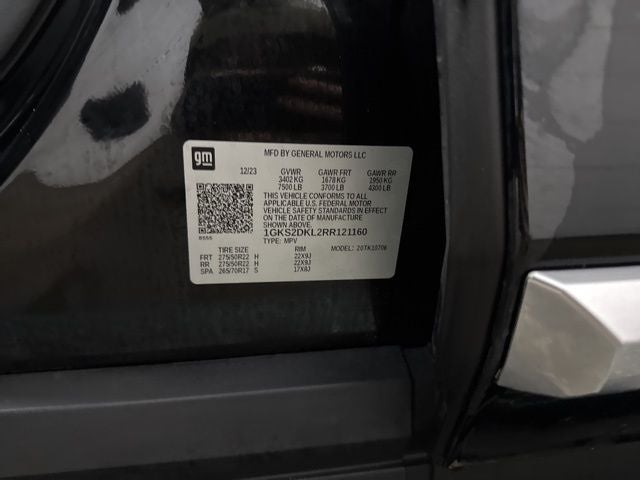 gm
MFD BY GENERAL MOTORS LLC
12/23 GVWR GAWR FRT GAWR RR
3402 KG 1678 KG 1950 KG
7500 LB 3700 LB 4300 LB
THIS VEHICLE CONFORMS TO ALL
APPLICABLE U.S. FEDERAL MOTOR
VEHICLE SAFETY STANDARDS IN EFFECT
ON THE DATE OF MANUFACTURE
SHOWN ABOVE.
1GKS2DKL2RR121160
TYPE: MPV MODEL: 20TK10706
TIRE SIZE RIM
FRT 275/50R22 H 22X9J
RR 275/50R22 H 22X9J
SPA 265/70R17 S 17X8J